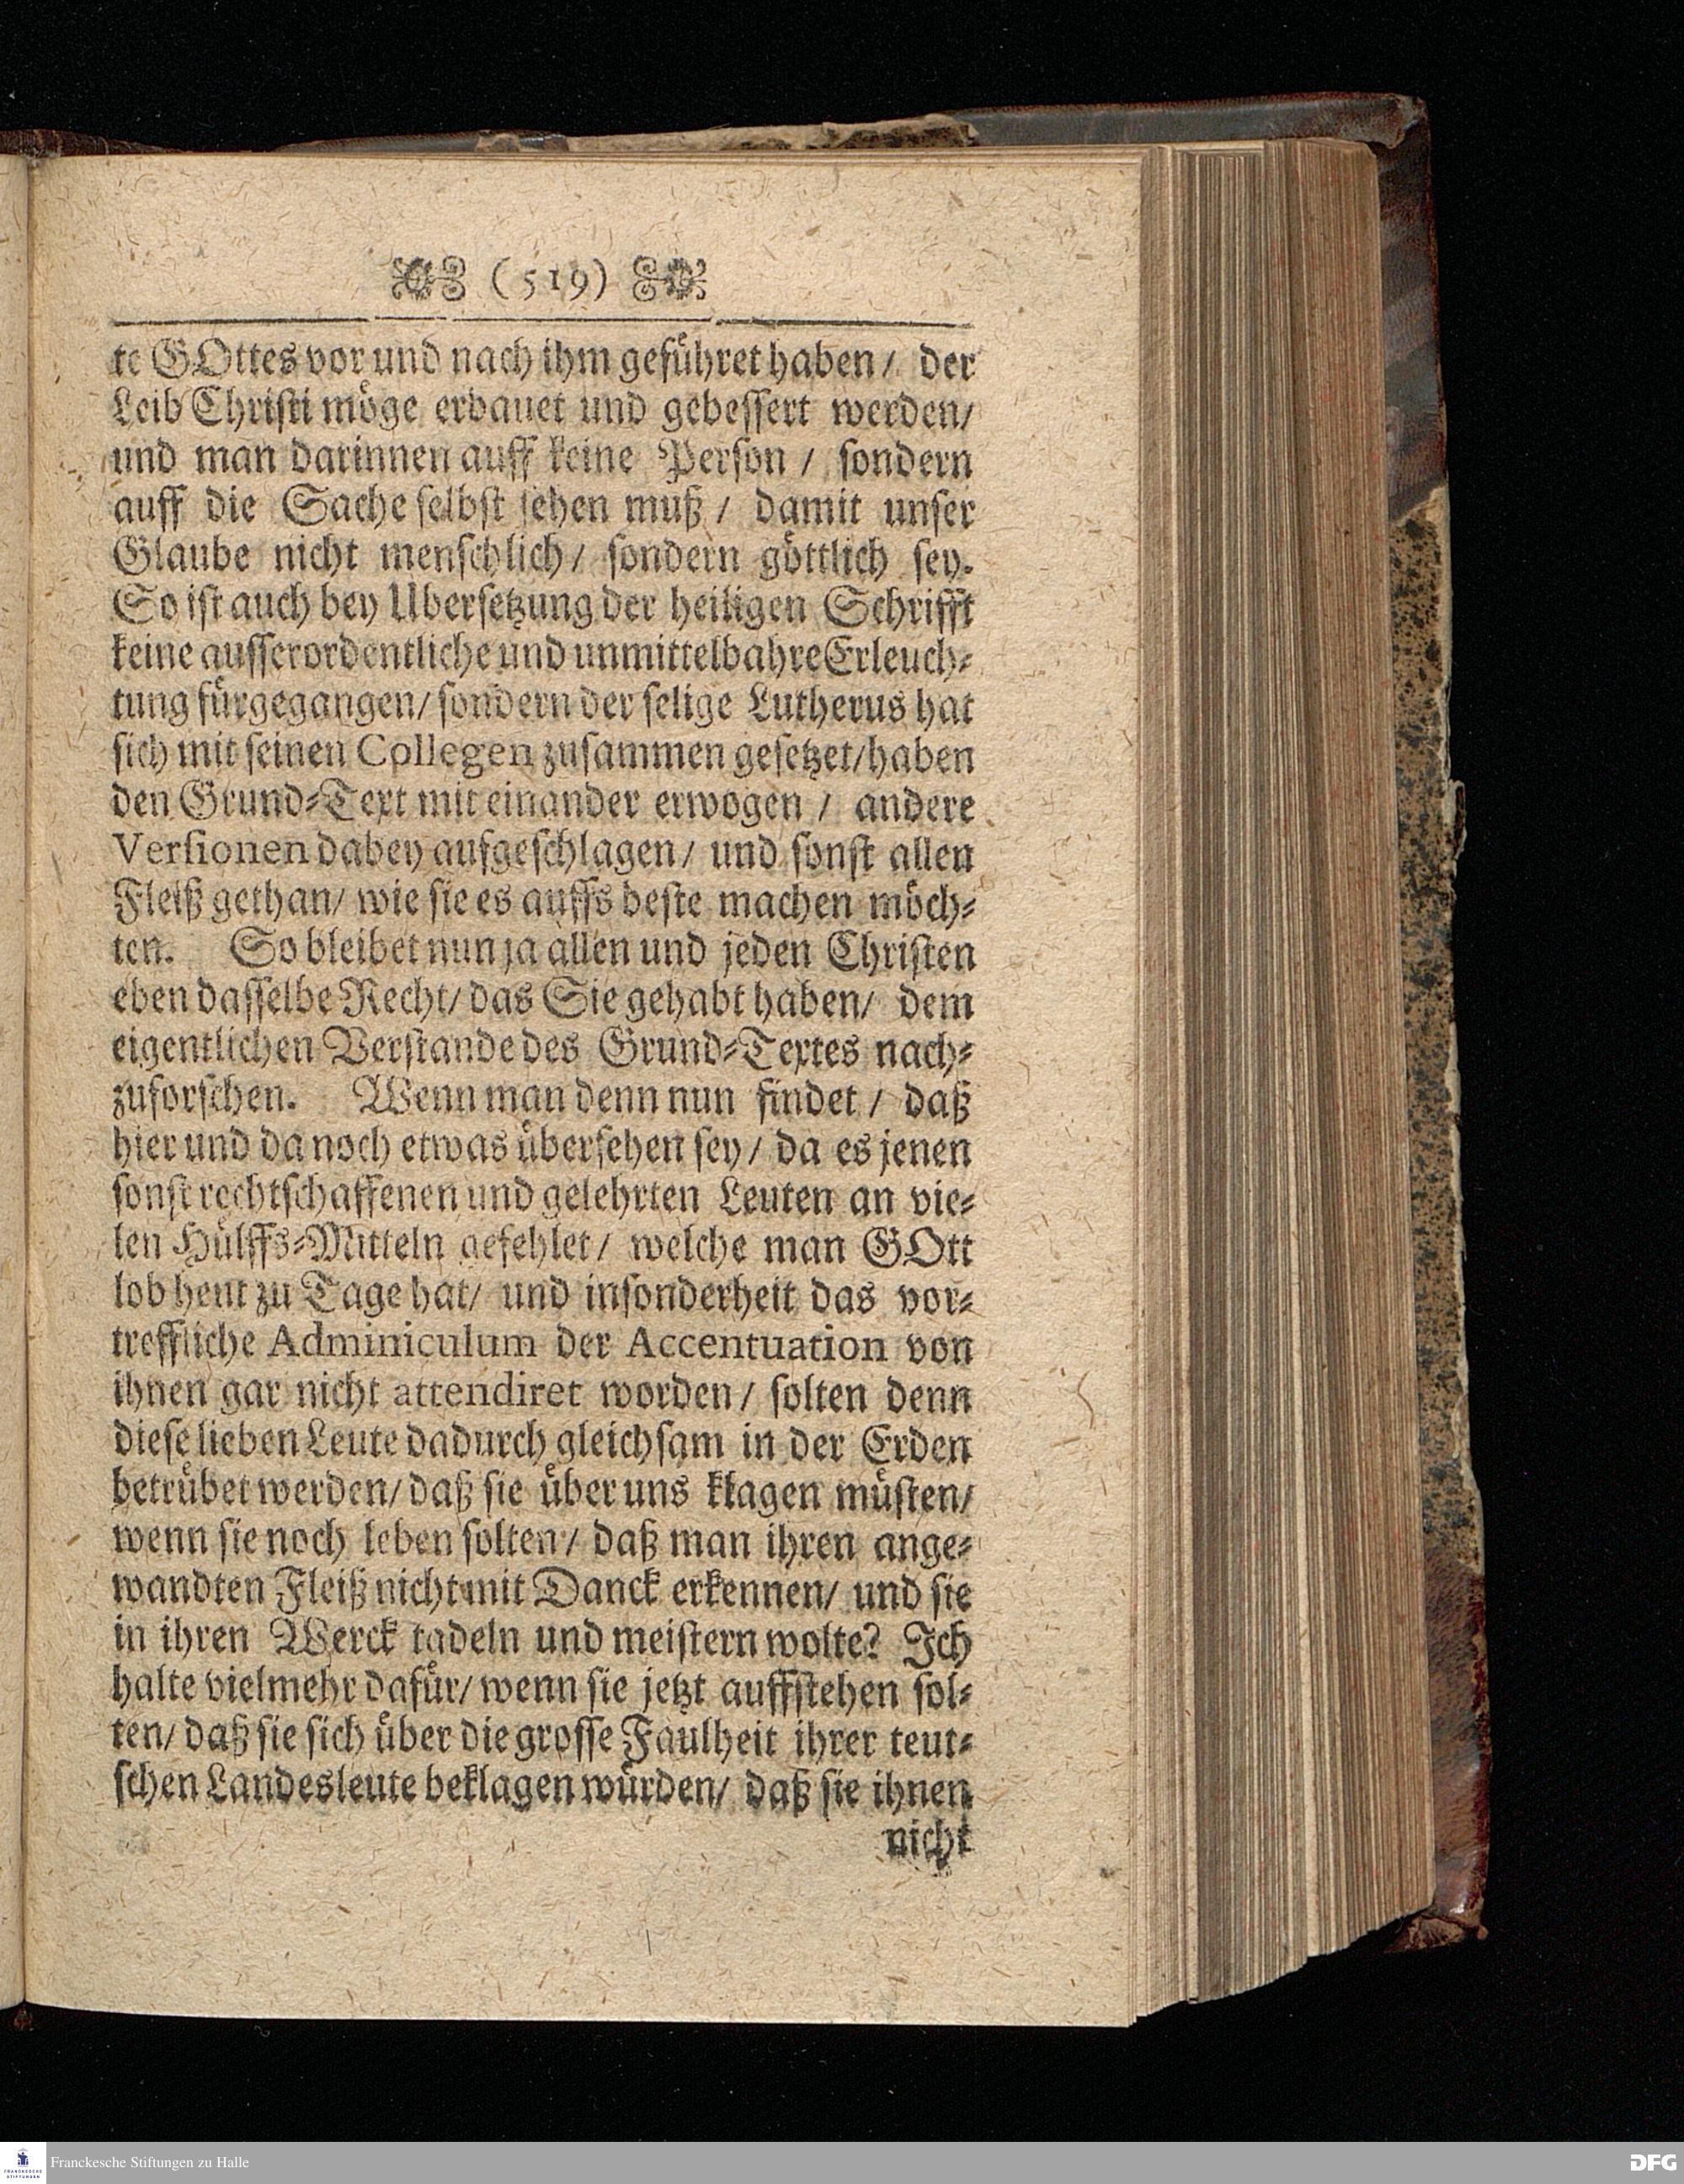 (519)
te GOttes vor und nach ihm geführet haben/ der
Leib Christi möge erbauet und gebessert werden/
und man darinnen auff keine Person / sondern
auff die Sache selbst sehen muß / damit unser
Glaube nicht menschlich/ sondern göttlich sey.
So ist auch bey Ubersetzung der heiligen Schrifft
keine ausserordentliche und unmittelbahre Erleuch-
tung fürgegangen/ sondern der selige Lutherus hat
sich mit seinen Collegen zusammen gesetzet/ haben
den Grund-Text mit einander erwogen / andere
Versionen dabey aufgeschlagen/ und sonst allen
Fleiß gethan/ wie sie es auffs beste machen möch-
ten. So bleibet nun ja allen und jeden Christen
eben dasselbe Recht/ das Sie gehabt haben/ dem
eigentlichen Verstande des Grund-Textes nach-
zuforschen. Wenn man denn nun findet / daß
hier und da noch etwas übersehen sey/ da es jenen
sonst rechtschaffenen und gelehrten Leuten an vie-
len Hülffs-Mitteln gefehlet/ welche man GOtt
lob heut zu Tage hat/ und insonderheit das vor-
treffliche Adminiculum der Accentuation von
ihnen gar nicht attendiret worden/ solten denn
diese lieben Leute dadurch gleichsam in der Erden
betrübet werden/ daß sie über uns klagen müsten/
wenn sie noch leben solten/ daß man ihren ange-
wandten Fleiß nicht mit Danck erkennen/ und sie
in ihren Werck tadeln und meistern wolte? Ich
halte vielmehr dafür/ wenn sie jetzt auffstehen sol-
ten/ daß sie sich über die grosse Faulheit ihrer teut-
schen Landesleute beklagen würden/ daß sie ihnen
nicht
FRANCKESCHE
STIFTUNGEN
Franckesche Stiftungen zu Halle
DFG